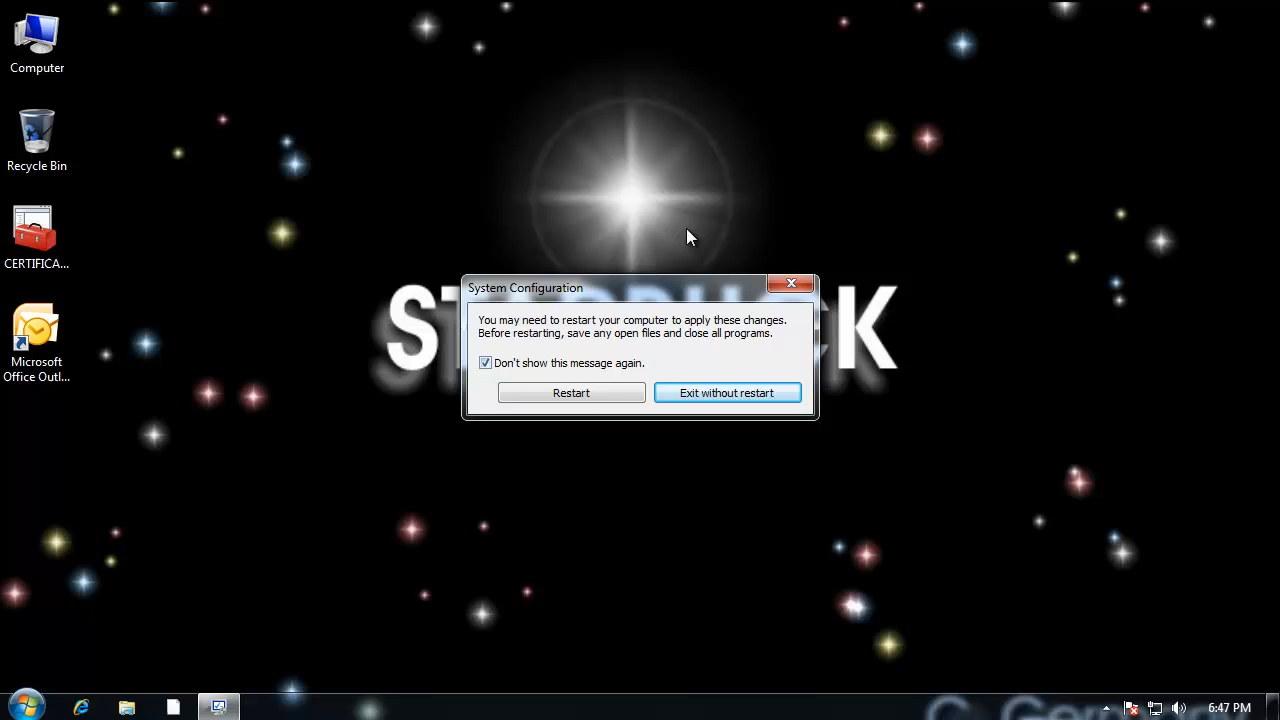 Computer
Recycle Bin
CERTIFICA...
Microsoft
Office Outl...
System Configuration
You may need to restart your computer to apply these changes.
Before restarting, save any open files and close all programs.
Don't show this message again.
Restart
Exit without restart
6:47 PM